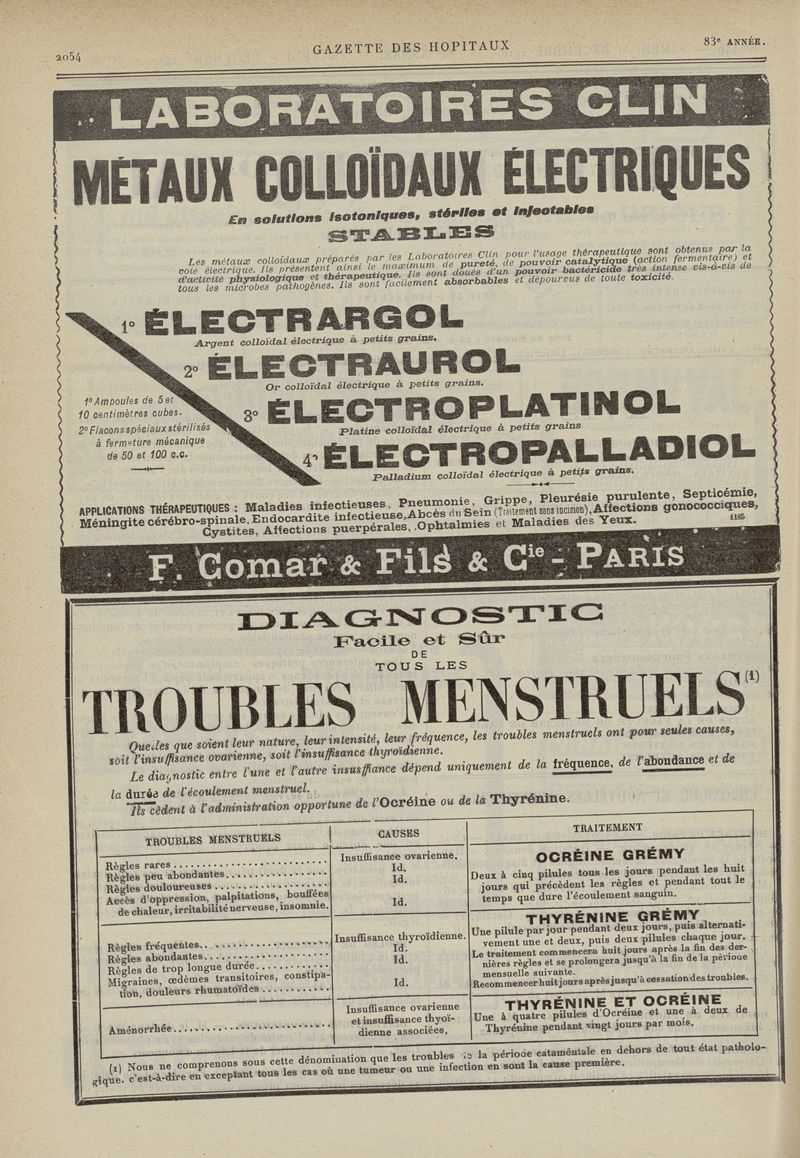 2054
GAZETTE DES HOPITAUX
83e ANNÉE.
LABORATOIRES CLIN
MÉTAUX COLLOÏDAUX ÉLECTRIQUES
En solutions isotoniques, stériles et injectables
STABLES
Les métaux colloïdaux préparés par les Laboratoires Clin pour l'usage thérapeutique sont obtenus par la
voie électrique. Ils présentent ainsi le maximum de pureté, de pouvoir catalytique (action fermentaire) et
d'activité physiologique et thérapeutique. Ils sont doués d'un pouvoir bactéricide très intense vis-à-vis de
tous les microbes pathogènes. Ils sont facilement absorbables et dépourvus de toute toxicité.
1º ÉLECTRARGOL
Argent colloïdal électrique à petits grains.
2º ÉLECTRAUROL
Or colloïdal électrique à petits grains.
3º ÉLECTROPLATINOL
Platine colloïdal électrique à petits grains
4º ÉLECTROPALLADIOL
Palladium colloïdal électrique à petits grains.
1º Ampoules de 5 et
10 centimètres cubes.
2º Flacons spéciaux stérilisés
à fermeture mécanique
de 50 et 100 c.c.
APPLICATIONS THÉRAPEUTIQUES : Maladies infectieuses, Pneumonie, Grippe, Pleurésie purulente, Septicémie,
Méningite cérébro-spinale, Endocardite infectieuse, Abcès du Sein (Traitement sans incision), Affections gonococciques,
Cystites, Affections puerpérales, Ophtalmies et Maladies des Yeux.
1185
F. Comar & Fils & Cie - PARIS
DIAGNOSTIC
Facile et Sûr
DE
TOUS LES
TROUBLES MENSTRUELS (1)
Quelles que soient leur nature, leur intensité, leur fréquence, les troubles menstruels ont pour seules causes,
soit l'insuffisance ovarienne, soit l'insuffisance thyroïdienne.
Le diagnostic entre l'une et l'autre insusffiance dépend uniquement de la fréquence, de l'abondance et de
la durée de l'écoulement menstruel.
Ils cèdent à l'administration opportune de l'Ocréine ou de la Thyrénine.
TROUBLES MENSTRUELS
CAUSES
TRAITEMENT
Règles rares
Règles peu abondantes
Règles douloureuses
Accès d'oppression, palpitations, bouffées
de chaleur, irritabilité nerveuse, insomnie.
Insuffisance ovarienne.
Id.
Id.
Id.
OCRÉINE GRÉMY
Deux à cinq pilules tous les jours pendant les huit
jours qui précèdent les règles et pendant tout le
temps que dure l'écoulement sanguin.
Règles fréquentes
Règles abondantes
Règles de trop longue durée
Migraines, œdèmes transitoires, constipa-
tion, douleurs rhumatoïdes
Insuffisance thyroïdienne.
Id.
Id.
Id.
THYRÉNINE GRÉMY
Une pilule par jour pendant deux jours, puis alternati-
vement une et deux, puis deux pilules chaque jour.
Le traitement commencera huit jours après la fin des der-
nières règles et se prolongera jusqu'à la fin de la période
mensuelle suivante.
Recommencer huit jours après jusqu'à cessation des troubles.
Aménorrhée
Insuffisance ovarienne
et insuffisance thyoï-
dienne associées.
THYRÉNINE ET OCRÉINE
Une à quatre pilules d'Ocréine et une à deux de
Thyrénine pendant vingt jours par mois.
(1) Nous ne comprenons sous cette dénomination que les troubles de la période cataméniale en dehors de tout état patholo-
gique, c'est-à-dire en exceptant tous les cas où une tumeur ou une infection en sont la cause première.